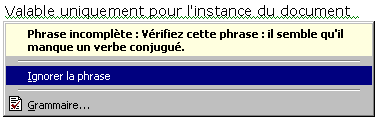 Valable uniquement pour l'instance du document
Phrase incomplète : Vérifiez cette phrase : il semble qu'il
manque un verbe conjugué.
Ignorer la phrase
Grammaire...